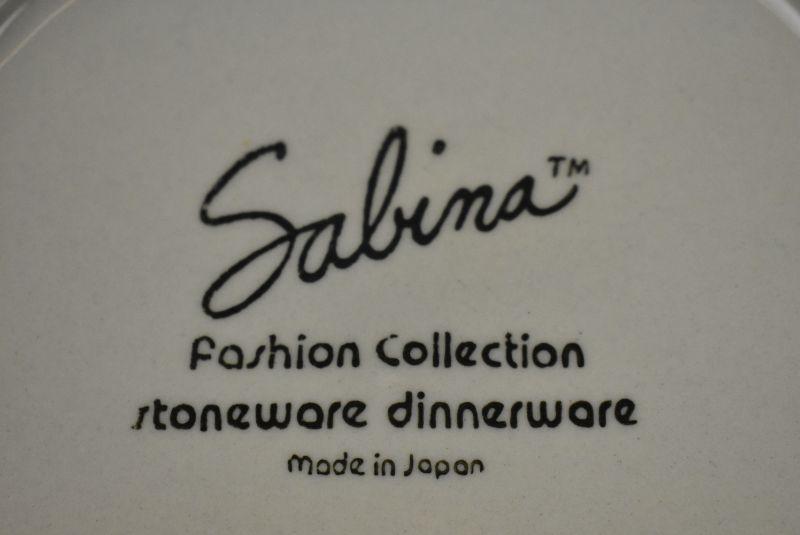 Sabina™
Fashion Collection
stoneware dinnerware
made in Japan